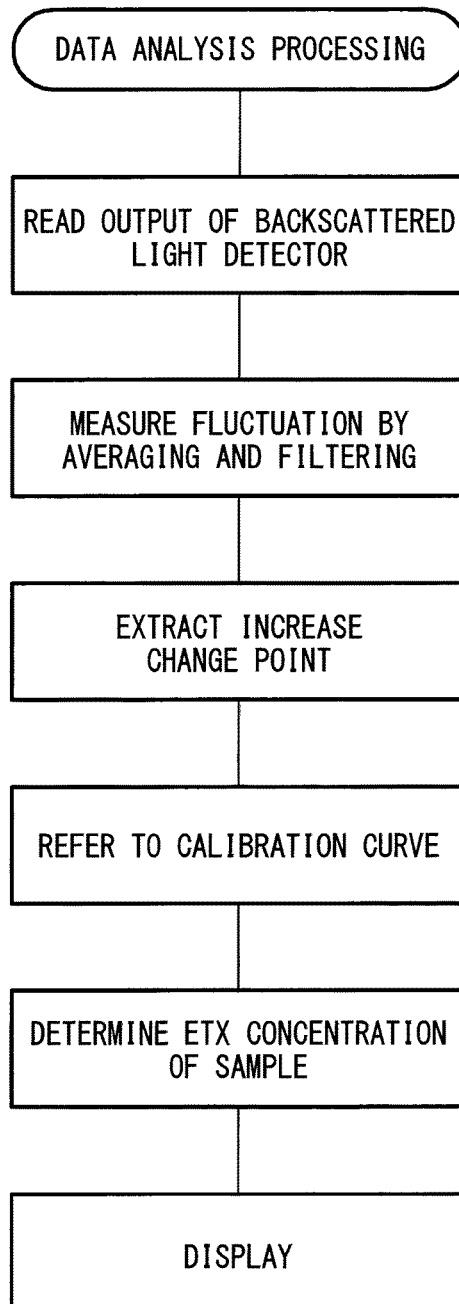 DATA ANALYSIS PROCESSING
READ OUTPUT OF BACKSCATTERED
LIGHT DETECTOR
MEASURE FLUCTUATION BY
AVERAGING AND FILTERING
EXTRACT INCREASE
CHANGE POINT
REFER TO CALIBRATION CURVE
DETERMINE ETX CONCENTRATION
OF SAMPLE
DISPLAY